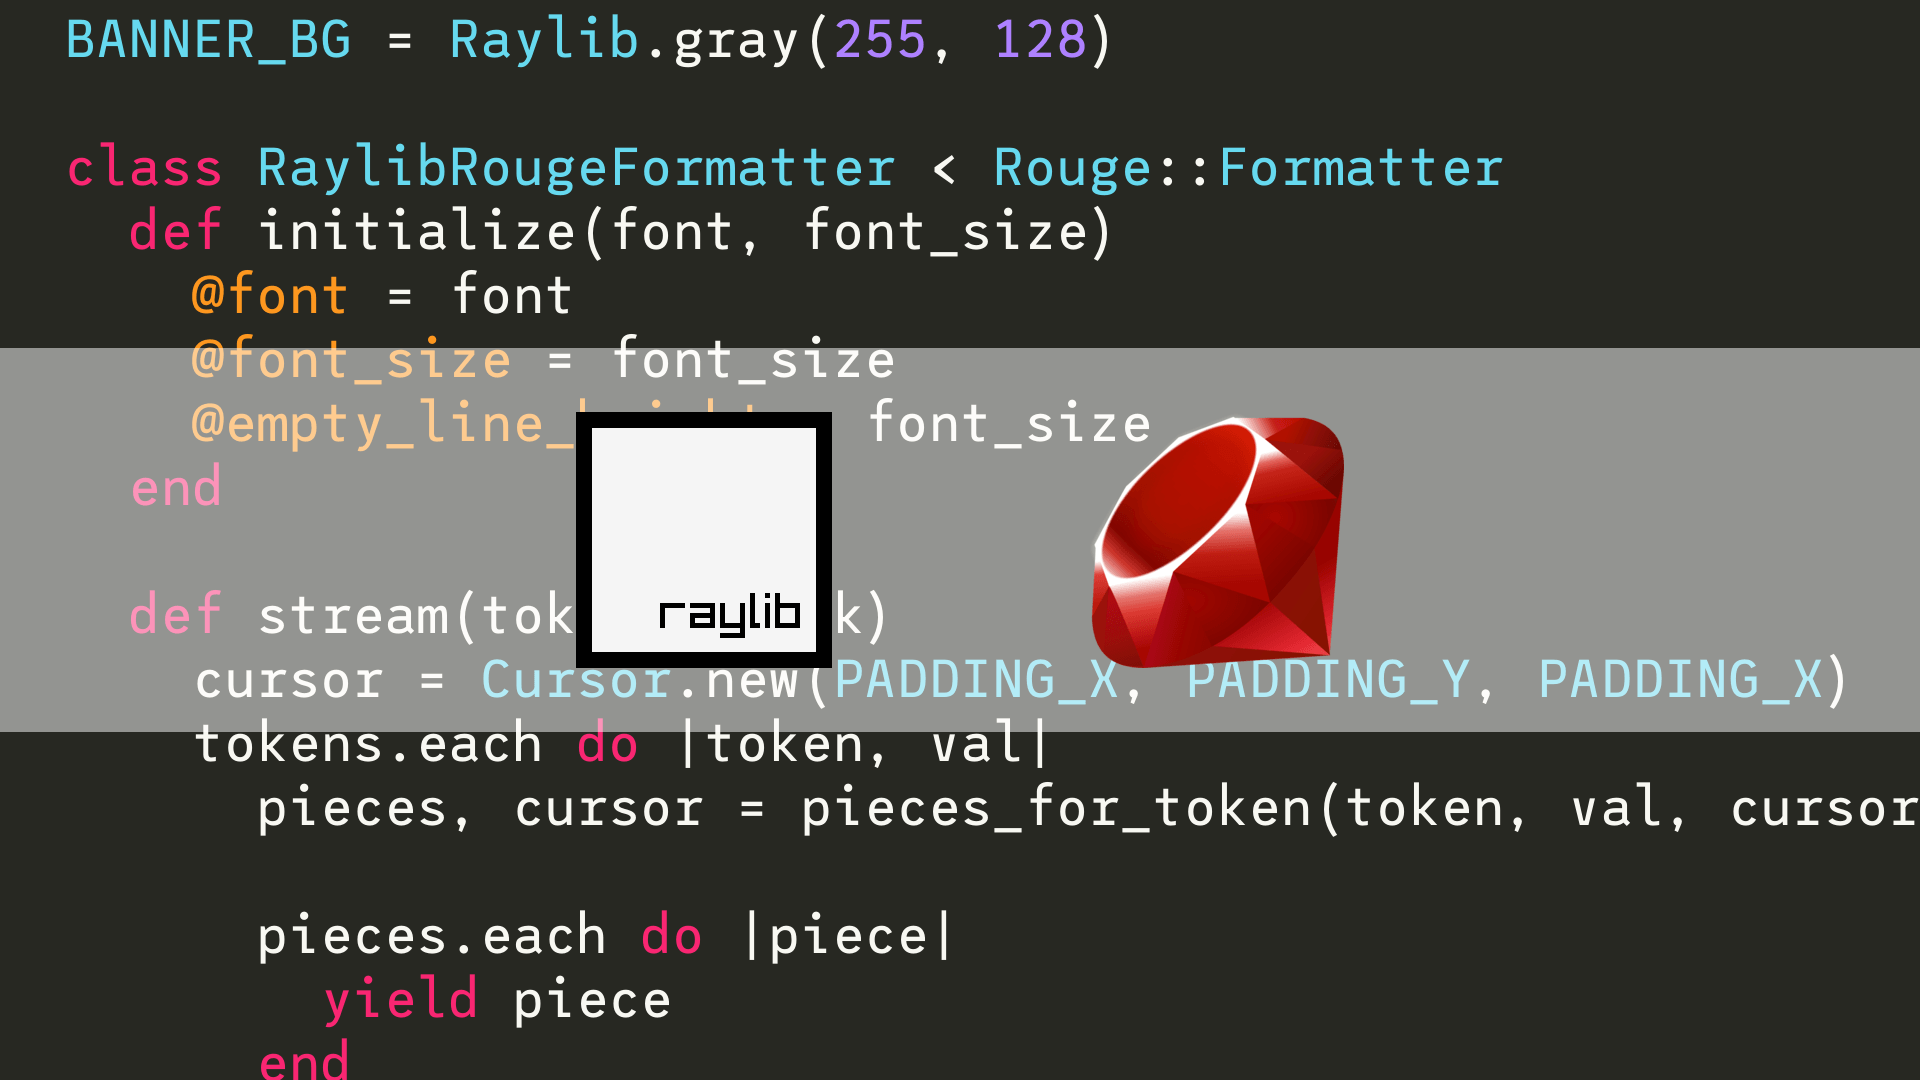 BANNER_BG = Raylib.gray(255, 128)
class RaylibRougeFormatter < Rouge::Formatter
def initialize(font, font_size)
@font = font
@font_size = font_size
@empty_line_ font_size
end
def stream(tok k)
raylib
cursor = Cursor.new(PADDING_X, PADDING_Y, PADDING_X)
tokens.each do |token, val|
pieces, cursor = pieces_for_token(token, val, cursor
pieces.each do |piece|
yield piece
end